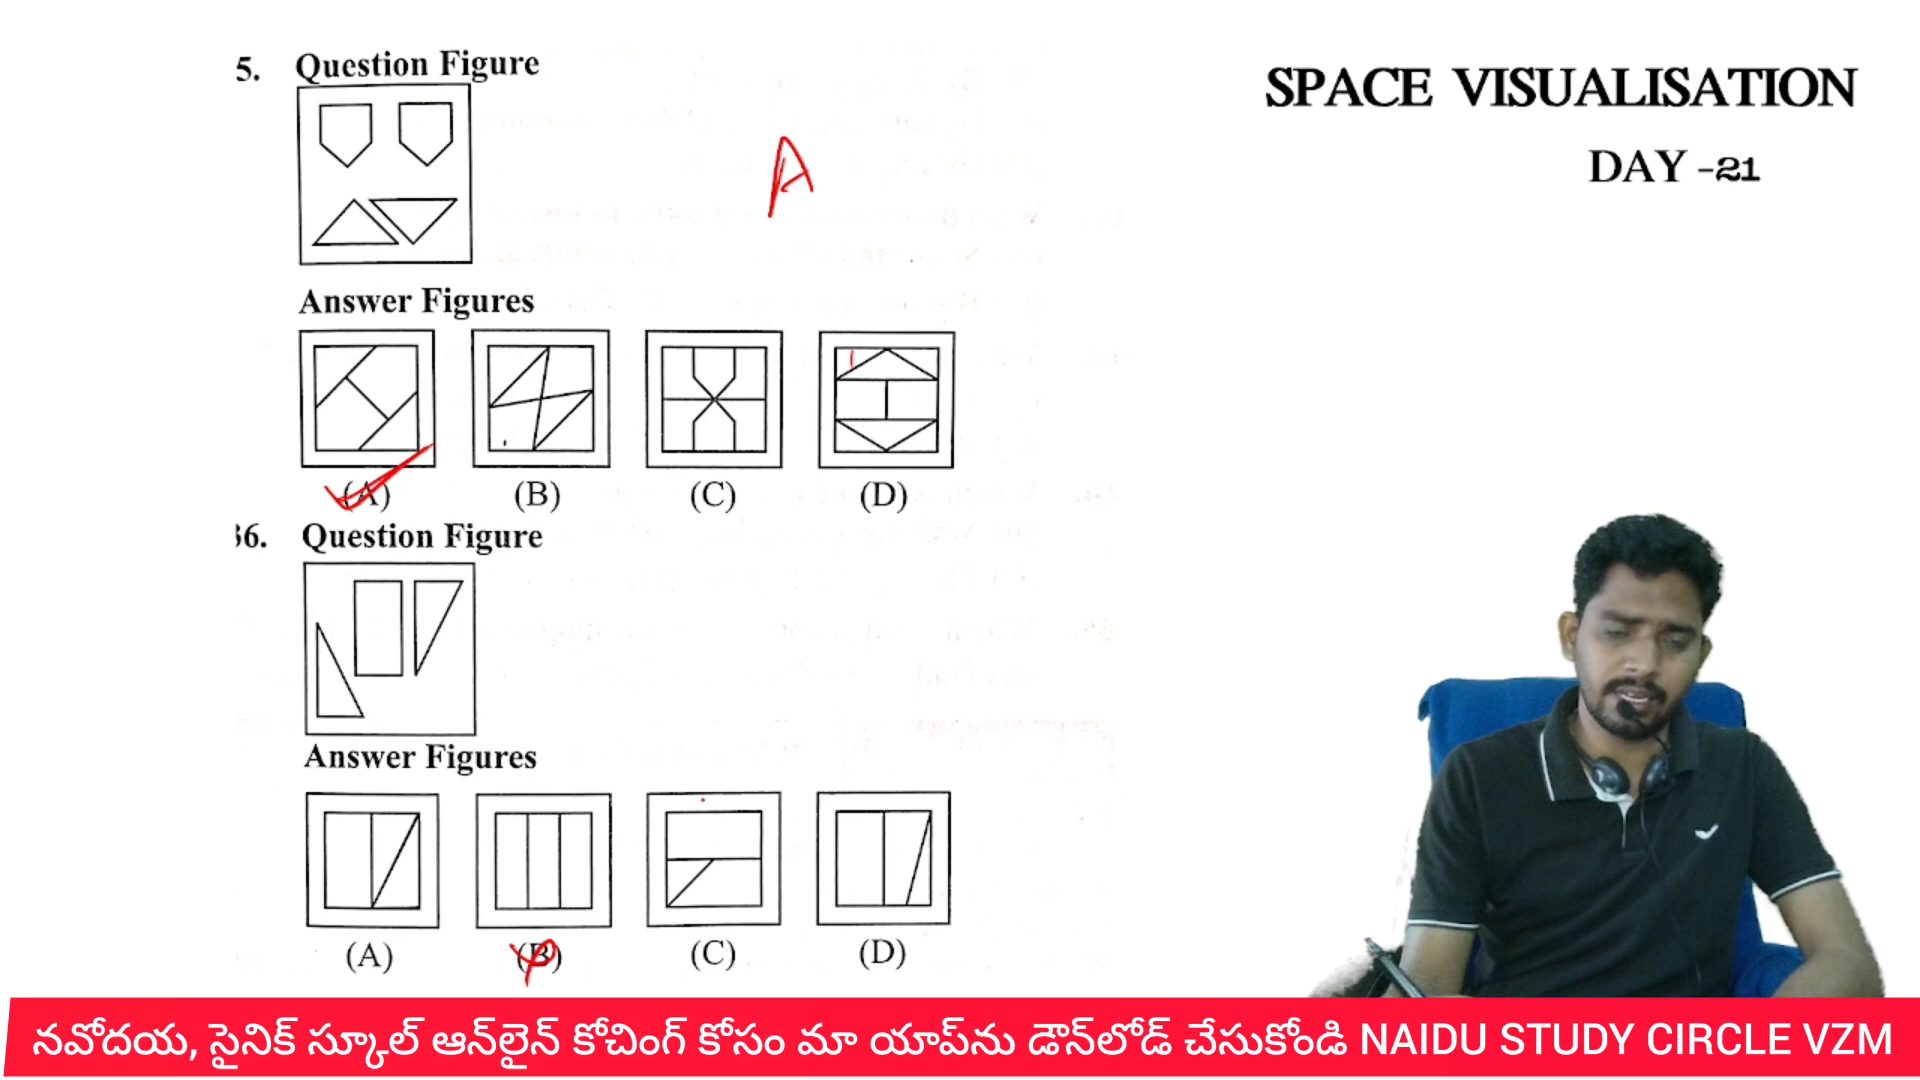 5. Question Figure
A
Answer Figures
(A) (B) (C) (D)
36. Question Figure
Answer Figures
(A) (B) (C) (D)
SPACE VISUALISATION
DAY -21
నవోదయ, సైనిక్ స్కూల్ ఆన్‌లైన్ కోచింగ్ కోసం మా యాప్‌ను డౌన్‌లోడ్ చేసుకోండి NAIDU STUDY CIRCLE VZM